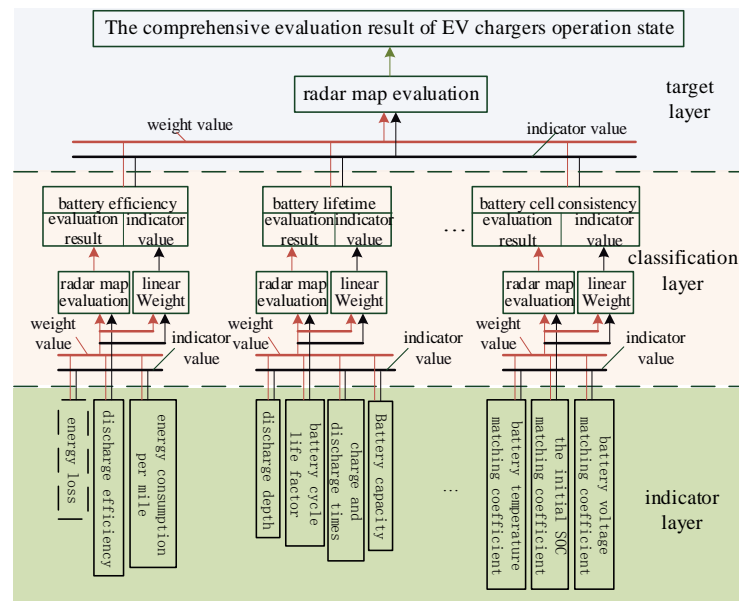 The comprehensive evaluation result of EV chargers operation state
radar map evaluation
target
layer
weight value
indicator value
battery efficiency
evaluation
result
indicator
value
battery lifetime
evaluation
result
indicator
value
...
battery cell consistency
evaluation
result
indicator
value
classification
layer
radar map
evaluation
linear
Weight
radar map
evaluation
linear
Weight
radar map
evaluation
linear
Weight
weight
value
indicator
value
weight
value
indicator
value
weight
value
indicator
value
energy loss
discharge efficiency
energy consumption
per mile
discharge depth
battery cycle
life factor
charge and
discharge times
Battery capacity
...
battery temperature
matching coefficient
the initial SOC
matching coefficient
battery voltage
matching coefficient
indicator
layer